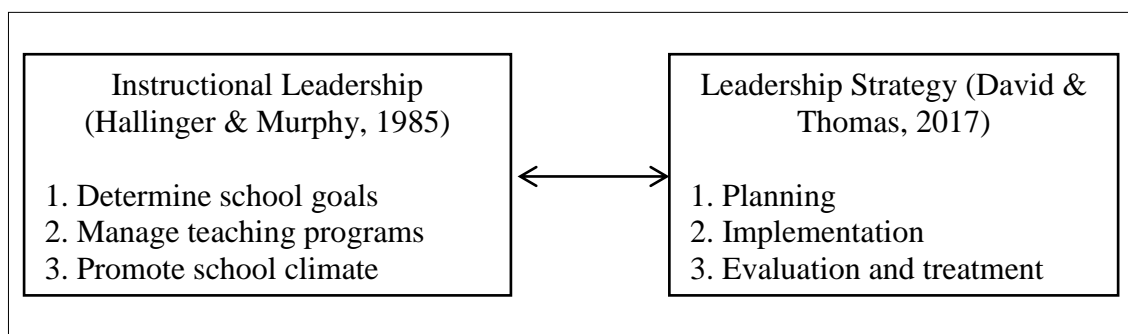 Instructional Leadership
(Hallinger & Murphy, 1985)
1. Determine school goals
2. Manage teaching programs
3. Promote school climate
Leadership Strategy (David &
Thomas, 2017)
1. Planning
2. Implementation
3. Evaluation and treatment